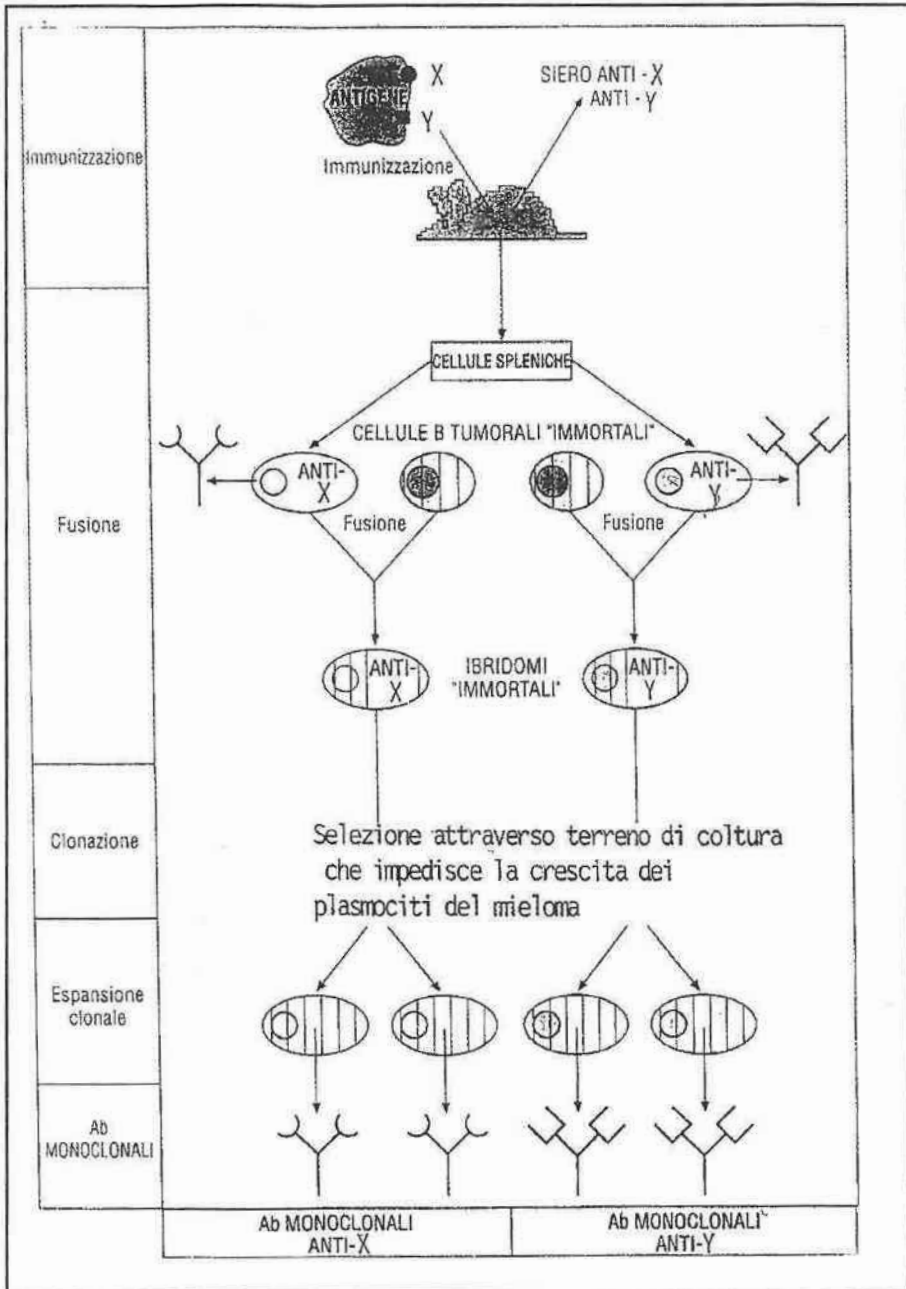 X
ANTIGENE
Y
SIERO ANTI - X
ANTI - Y
Immunizzazione
Immunizzazione
CELLULE SPLENICHE
CELLULE B TUMORALI "IMMORTALI"
ANTI-
X
ANTI-
Y
Fusione
Fusione
Fusione
ANTI-
X
IBRIDOMI
"IMMORTALI"
ANTI-
Y
Clonazione
Selezione attraverso terreno di coltura
che impedisce la crescita dei
plasmociti del mieloma
Espansione
clonale
Ab
MONOCLONALI
Ab MONOCLONALI
ANTI-X
Ab MONOCLONALI
ANTI-Y